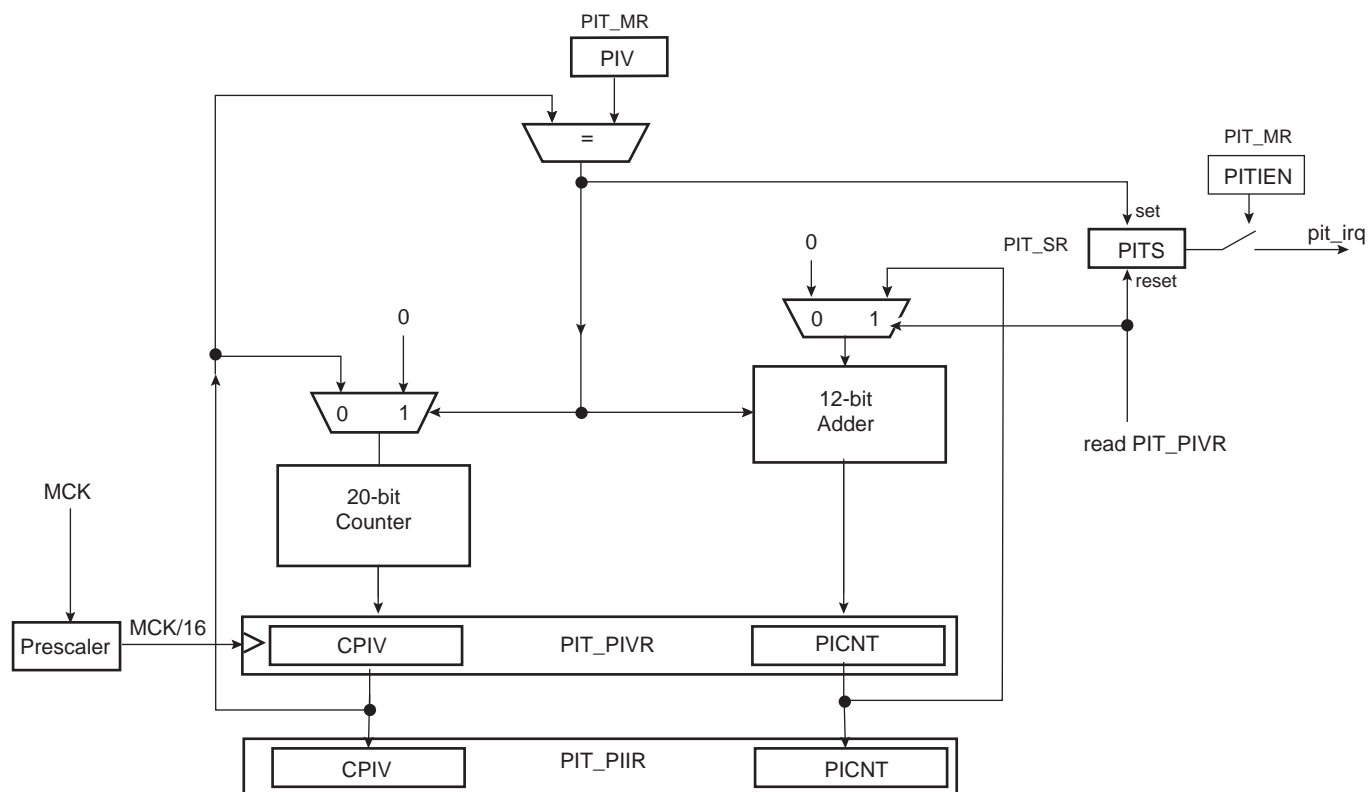 PIT_MR
PIV
=
PIT_MR
PITIEN
set
0
PIT_SR
PITS
pit_irq
reset
0 1
0
12-bit
Adder
0 1
read PIT_PIVR
MCK
20-bit
Counter
MCK/16
Prescaler
CPIV
PIT_PIVR
PICNT
CPIV
PIT_PIIR
PICNT